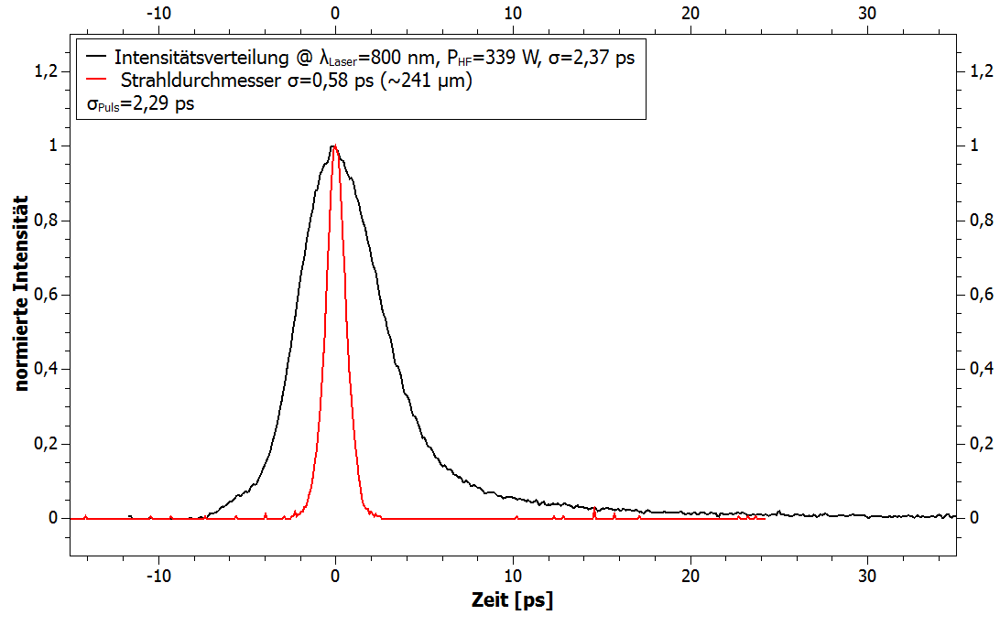 -10 0 10 20 30
Intensitätsverteilung @ λLaser=800 nm, PHF=339 W, σ=2,37 ps
Strahldurchmesser σ=0,58 ps (~241 µm)
σPuls=2,29 ps
1,2 1,2
1 1
0,8 0,8
0,6 0,6
0,4 0,4
0,2 0,2
0 0
normierte Intensität
-10 0 10 20 30
Zeit [ps]